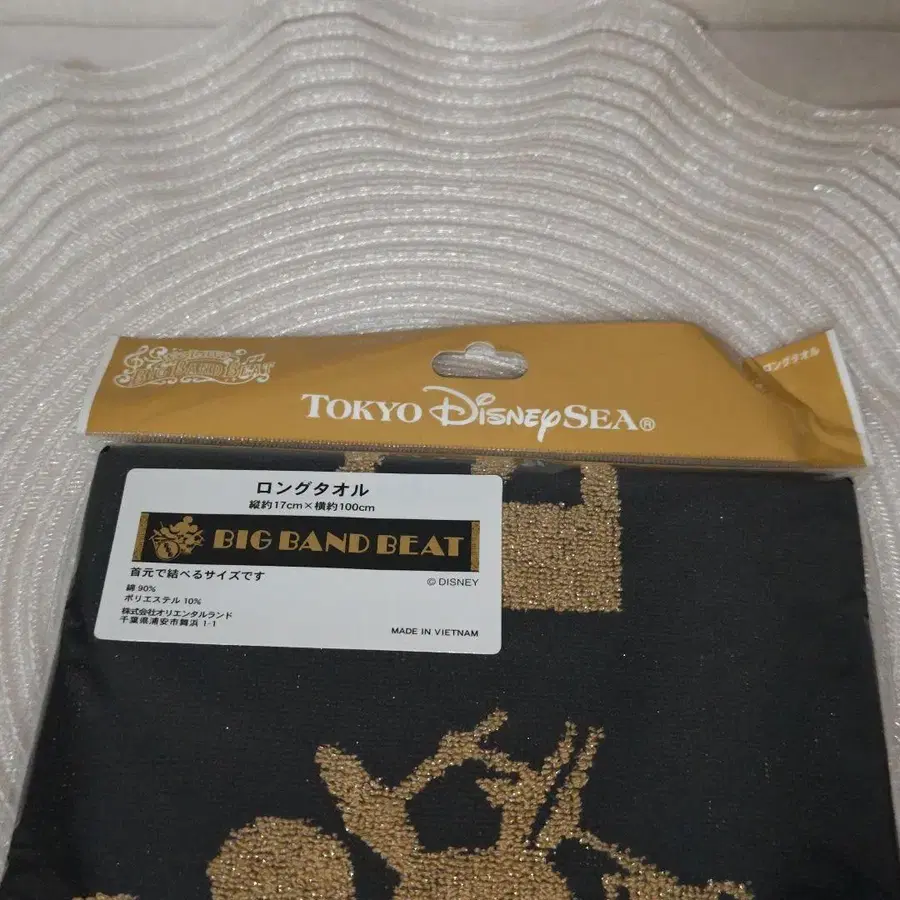 BIG BAND BEAT
ロングタオル
TOKYO DISNEYSEA®
ロングタオル
縦約17cm×横約100cm
BIG BAND BEAT
首元で結べるサイズです
© DISNEY
綿 90%
ポリエステル 10%
株式会社オリエンタルランド
千葉県浦安市舞浜 1-1
MADE IN VIETNAM